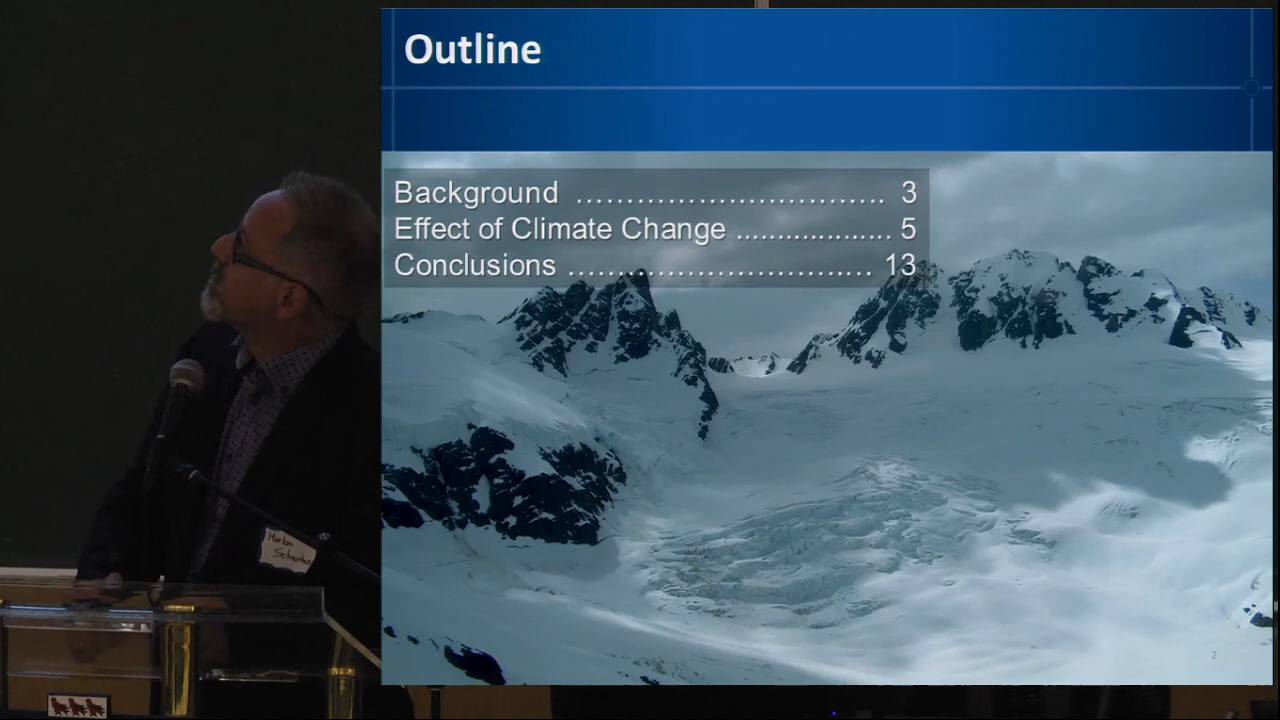 Outline
Background .............................. 3
Effect of Climate Change ................... 5
Conclusions ............................. 13
2